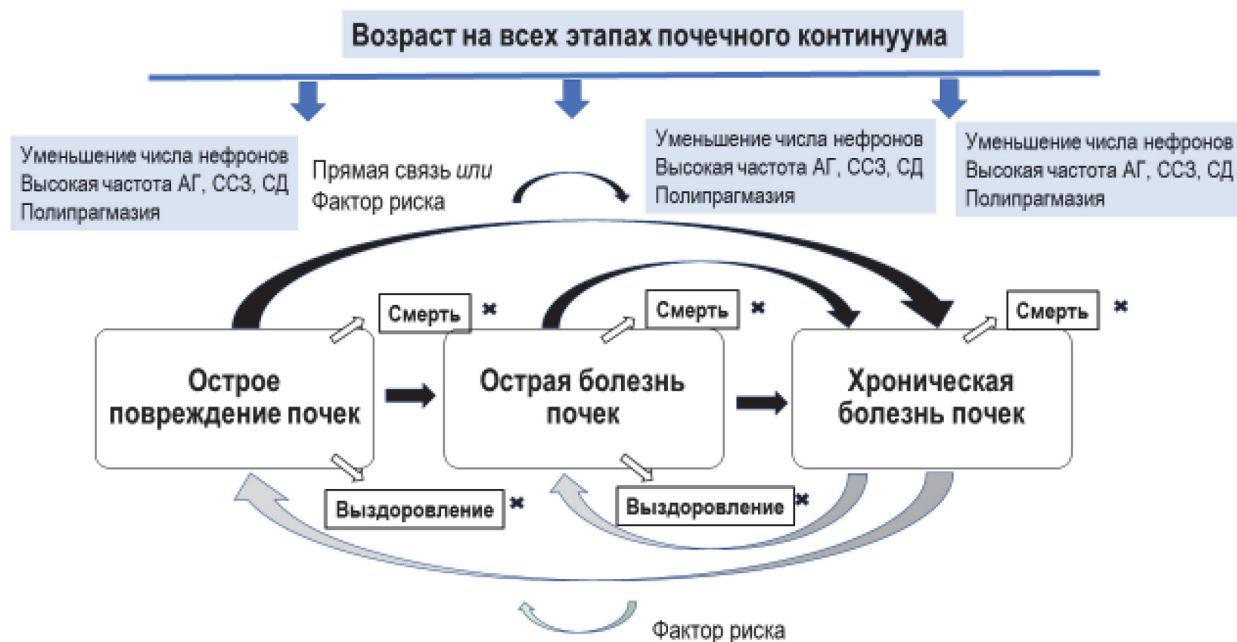 Возраст на всех этапах почечного континуума
Уменьшение числа нефронов
Высокая частота АГ, ССЗ, СД
Полипрагмазия
Прямая связь или
Фактор риска
Уменьшение числа нефронов
Высокая частота АГ, ССЗ, СД
Полипрагмазия
Уменьшение числа нефронов
Высокая частота АГ, ССЗ, СД
Полипрагмазия
Смерть
Смерть
Смерть
Острое
повреждение почек
Острая болезнь
почек
Хроническая
болезнь почек
Выздоровление
Выздоровление
Фактор риска